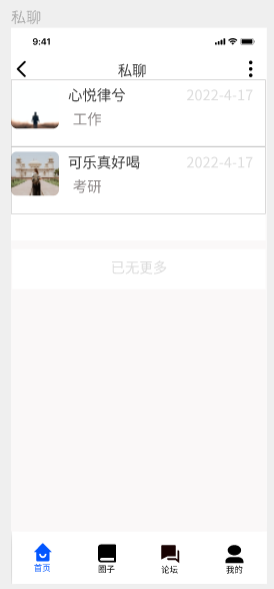 私聊
9:41
私聊
心悦律兮 2022-4-17
工作
可乐真好喝 2022-4-17
考研
已无更多
首页 圈子 论坛 我的